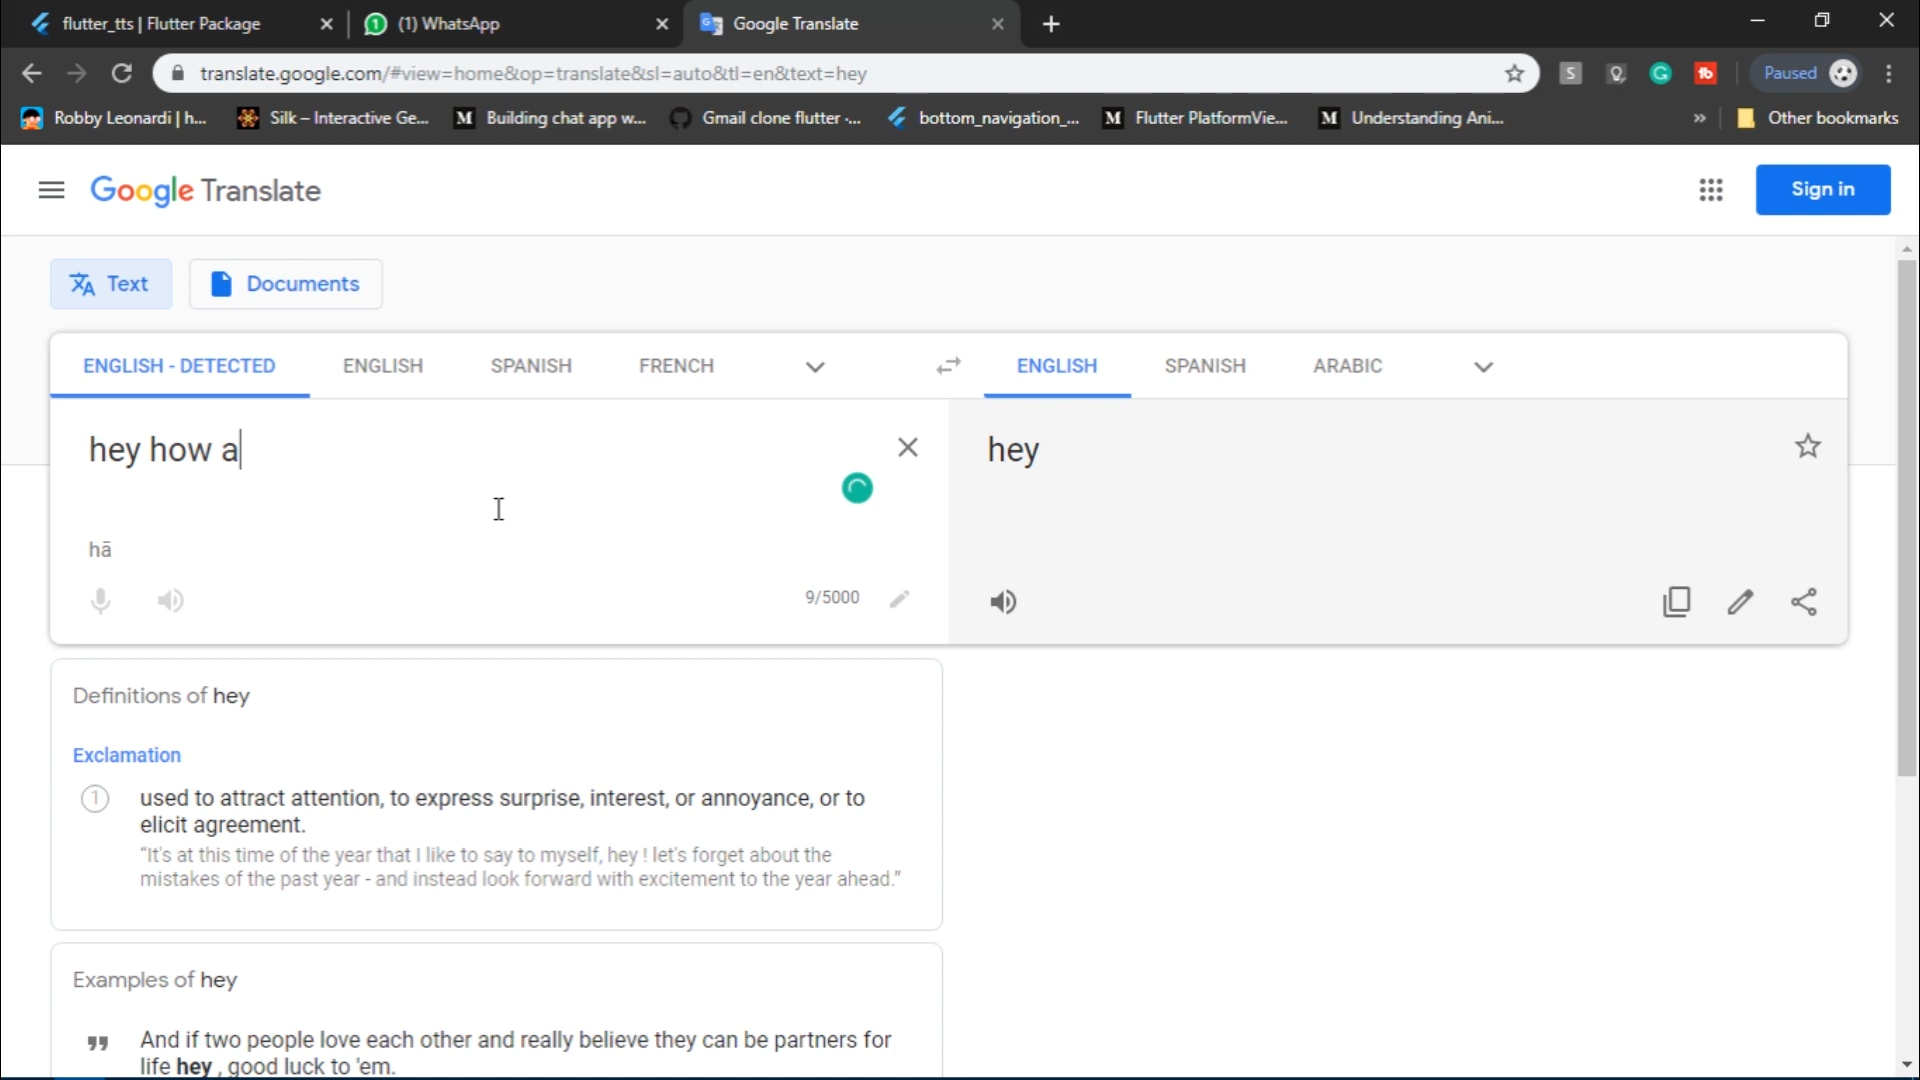 flutter_tts | Flutter Package
(1) WhatsApp
Google Translate
translate.google.com/#view=home&op=translate&sl=auto&tl=en&text=hey
Paused
Robby Leonardi | h...
Silk – Interactive Ge...
Building chat app w...
Gmail clone flutter ·...
bottom_navigation_...
Flutter PlatformVie...
Understanding Ani...
»
Other bookmarks
Google Translate
Sign in
Text
Documents
ENGLISH - DETECTED
ENGLISH
SPANISH
FRENCH
ENGLISH
SPANISH
ARABIC
hey how a
hey
hā
9/5000
Definitions of hey
Exclamation
1
used to attract attention, to express surprise, interest, or annoyance, or to
elicit agreement.
“It's at this time of the year that I like to say to myself, hey ! let's forget about the
mistakes of the past year - and instead look forward with excitement to the year ahead.”
Examples of hey
And if two people love each other and really believe they can be partners for
life hey , good luck to 'em.